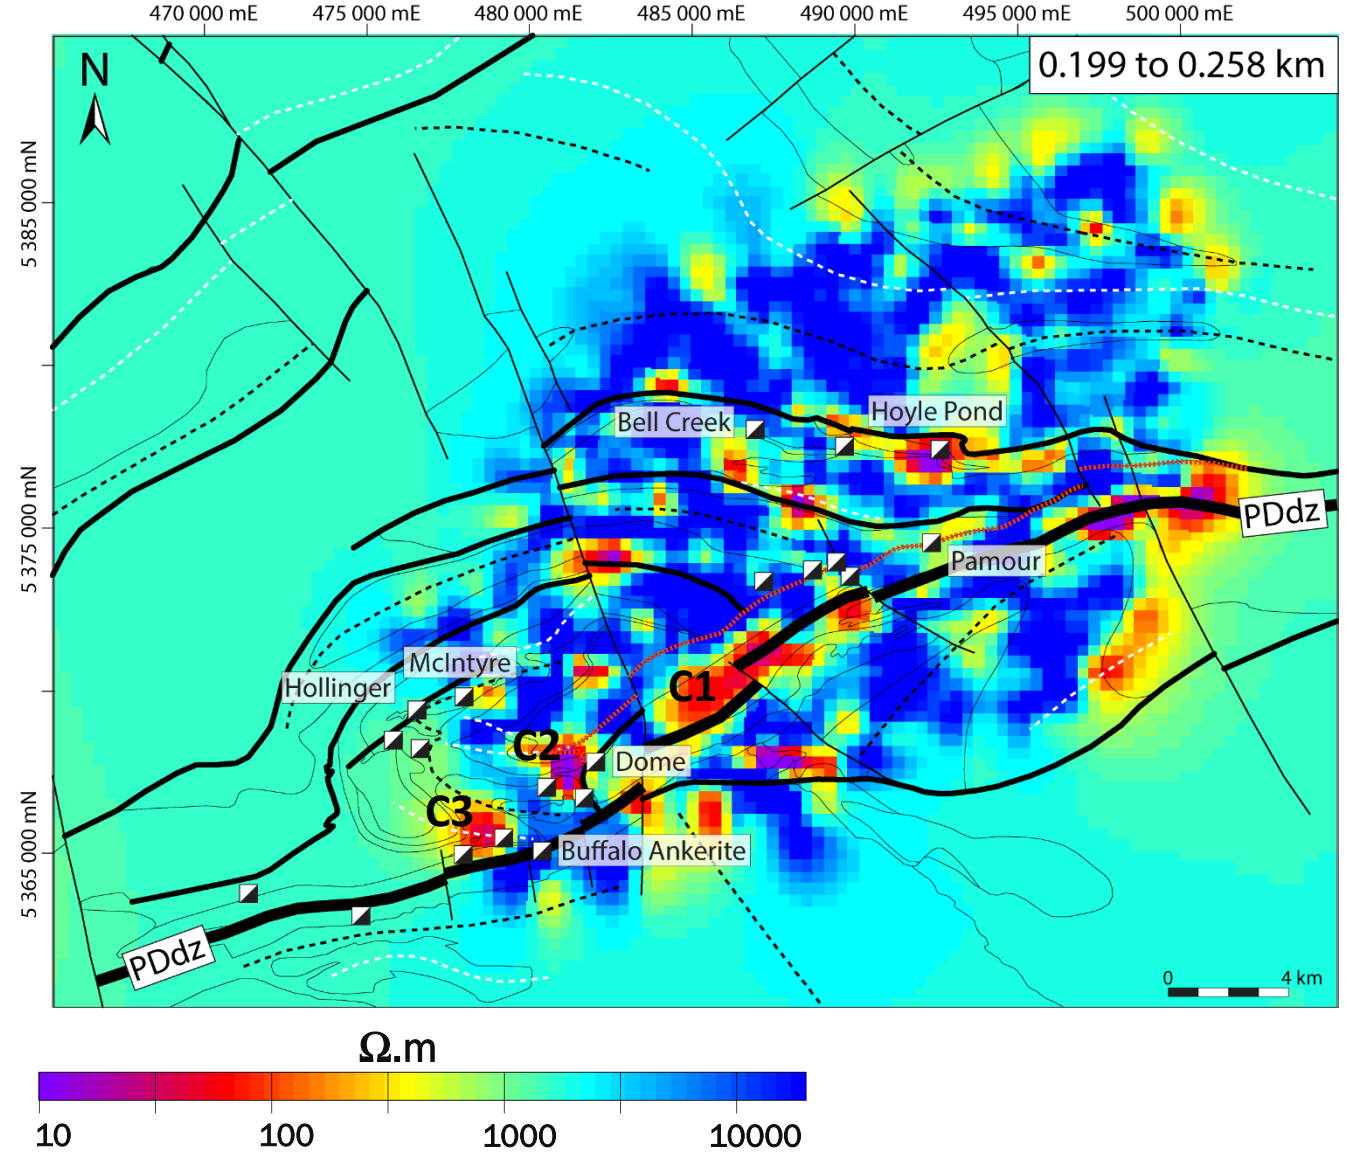 470 000 mE 475 000 mE 480 000 mE 485 000 mE 490 000 mE 495 000 mE 500 000 mE
0.199 to 0.258 km
N
5 385 000 mN
Hoyle Pond
Bell Creek
5 375 000 mN
PDdz
Pamour
McIntyre
Hollinger
C1
C2
Dome
C3
5 365 000 mN
Buffalo Ankerite
PDdz
0 4 km
Ω.m
10 100 1000 10000